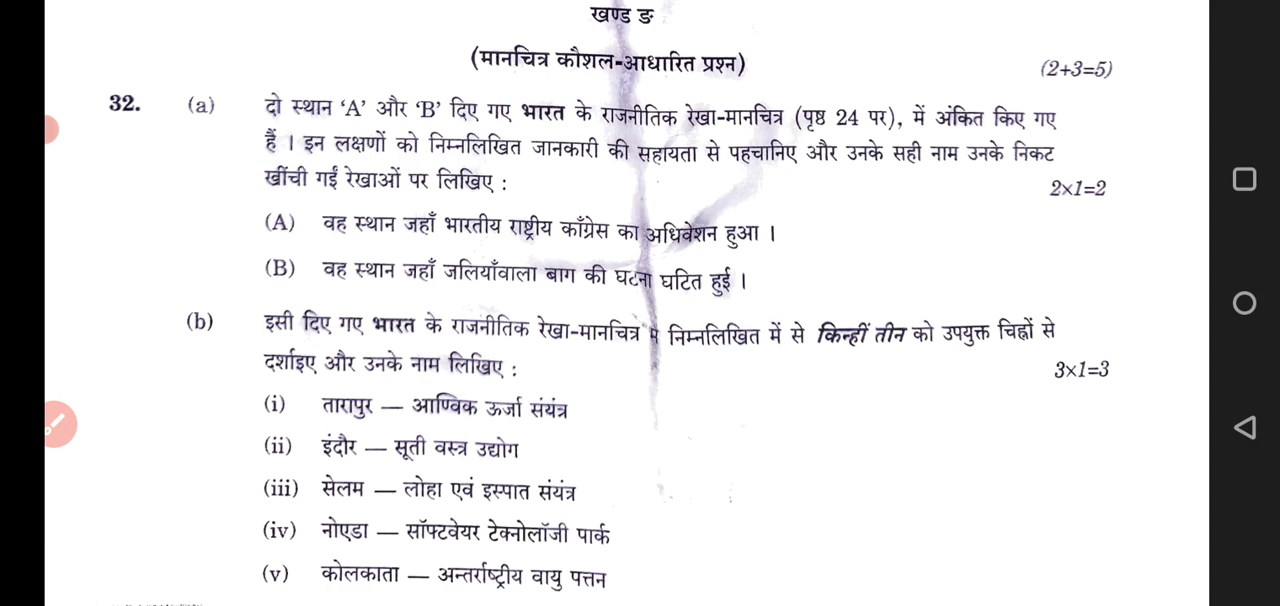 खण्ड ङ
(मानचित्र कौशल-आधारित प्रश्न) (2+3=5)
32. (a) दो स्थान ‘A’ और ‘B’ दिए गए भारत के राजनीतिक रेखा-मानचित्र (पृष्ठ 24 पर), में अंकित किए गए
हैं । इन लक्षणों को निम्नलिखित जानकारी की सहायता से पहचानिए और उनके सही नाम उनके निकट
खींची गईं रेखाओं पर लिखिए : 2×1=2
(A) वह स्थान जहाँ भारतीय राष्ट्रीय काँग्रेस का अधिवेशन हुआ ।
(B) वह स्थान जहाँ जलियाँवाला बाग की घटना घटित हुई ।
(b) इसी दिए गए भारत के राजनीतिक रेखा-मानचित्र निम्नलिखित में से किन्हीं तीन को उपयुक्त चिह्नों से
दर्शाइए और उनके नाम लिखिए : 3×1=3
(i) तारापुर — आण्विक ऊर्जा संयंत्र
(ii) इंदौर — सूती वस्त्र उद्योग
(iii) सेलम — लोहा एवं इस्पात संयंत्र
(iv) नोएडा — सॉफ्टवेयर टेक्नोलॉजी पार्क
(v) कोलकाता — अन्तर्राष्ट्रीय वायु पत्तन